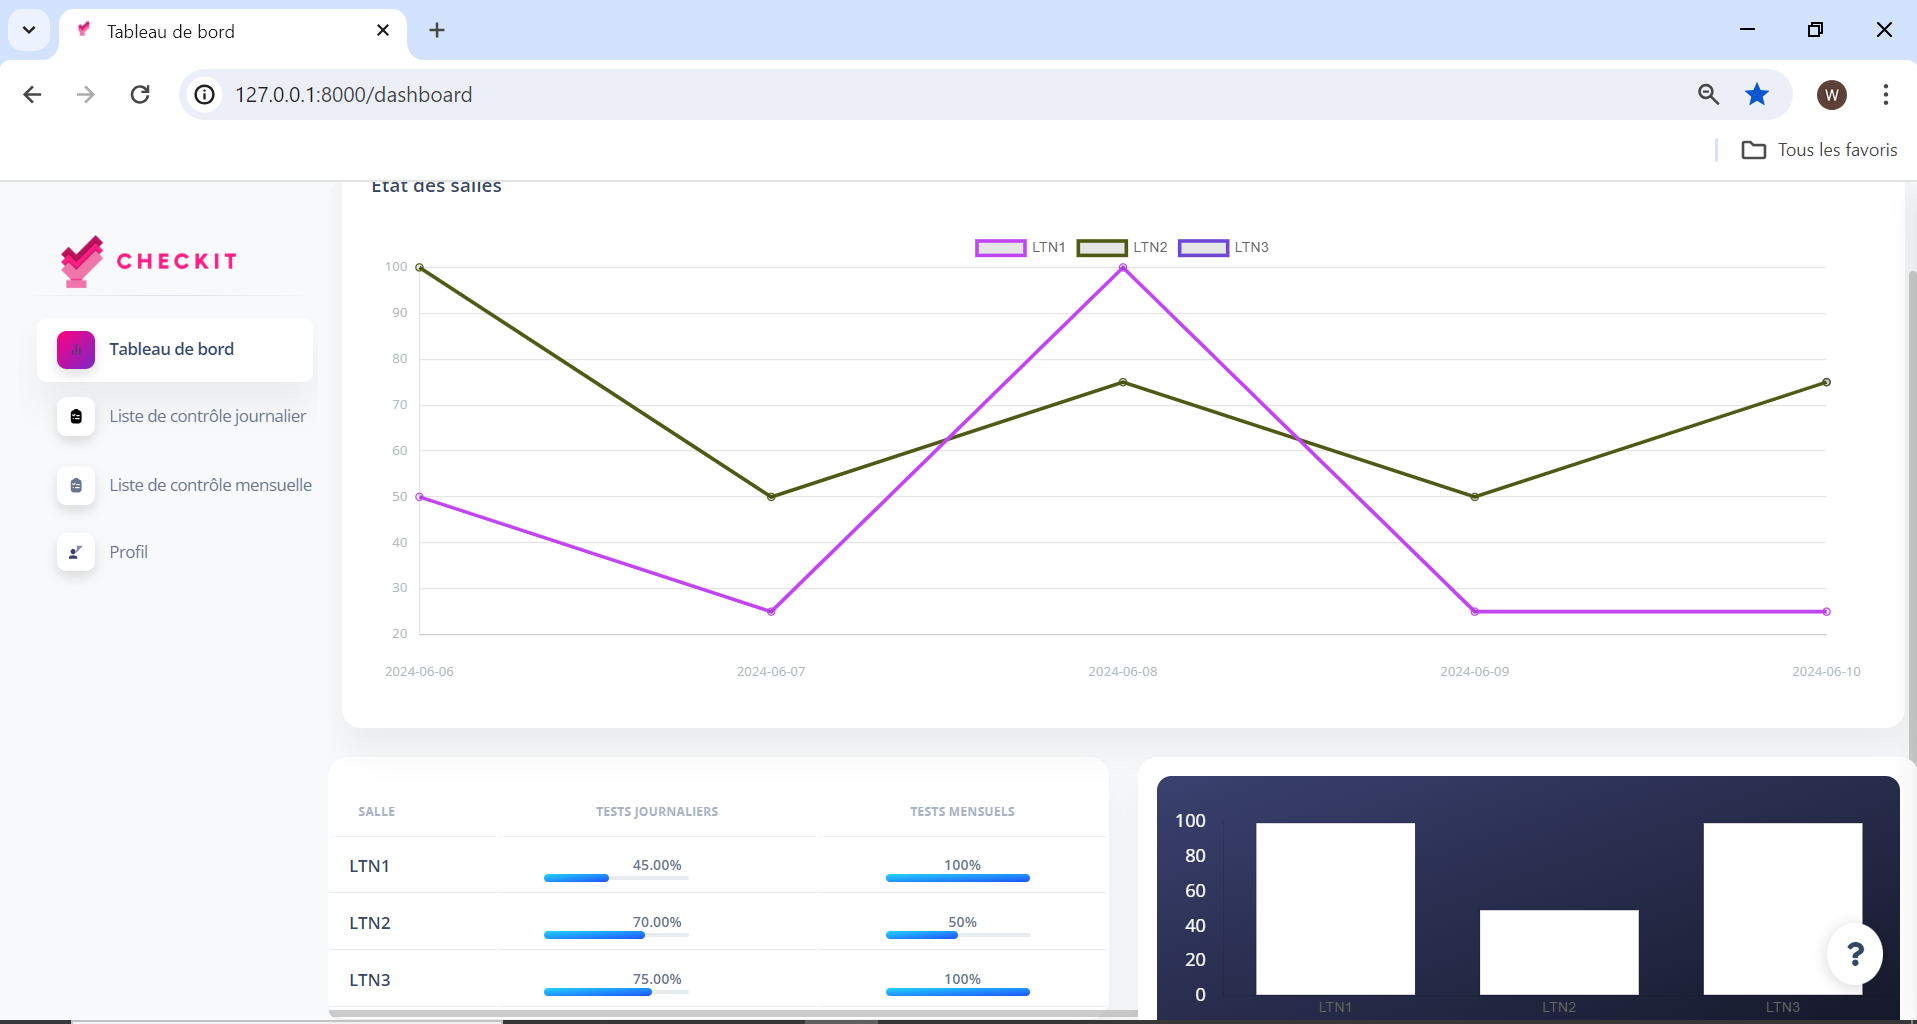 Tableau de bord
127.0.0.1:8000/dashboard
W
Tous les favoris
Etat des salles
CHECKIT
Tableau de bord
Liste de contrôle journalier
Liste de contrôle mensuelle
Profil
LTN1 LTN2 LTN3
100
90
80
70
60
50
40
30
20
2024-06-06 2024-06-07 2024-06-08 2024-06-09 2024-06-10
SALLE TESTS JOURNALIERS TESTS MENSUELS
LTN1 45.00% 100%
LTN2 70.00% 50%
LTN3 75.00% 100%
100
80
60
40
20
0
LTN1 LTN2 LTN3
?